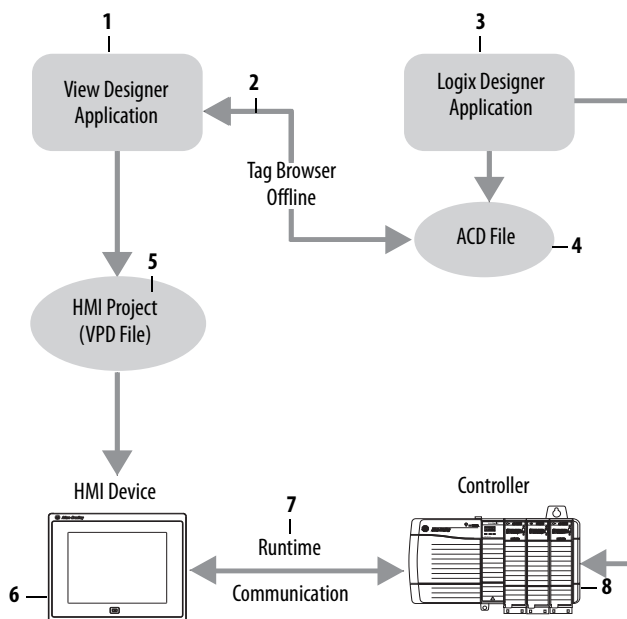 1
3
View Designer
Application
2
Logix Designer
Application
Tag Browser
Offline
ACD File
4
5
HMI Project
(VPD File)
HMI Device
7
Controller
Runtime
Communication
6
8